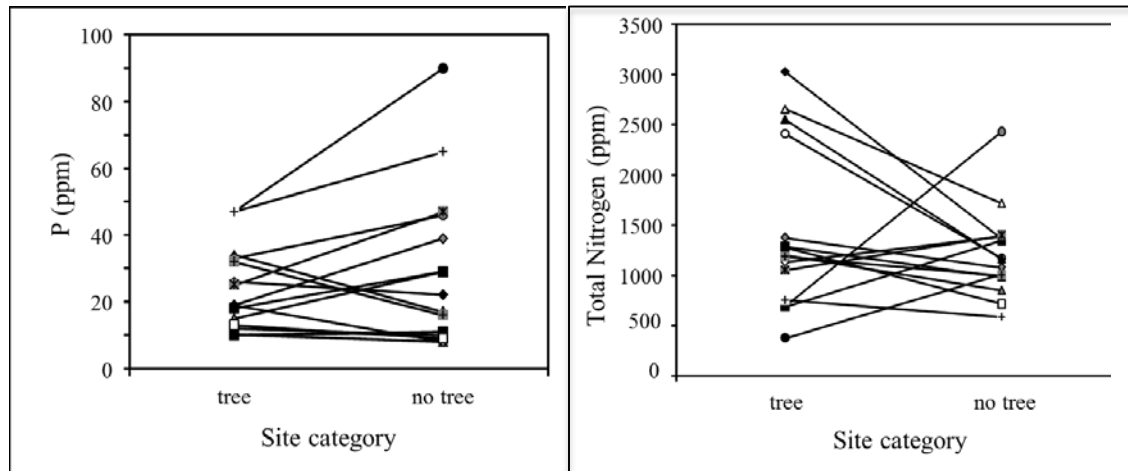 100
80
60
40
20
0
P (ppm)
tree no tree
Site category
3500
3000
2500
2000
1500
1000
500
0
Total Nitrogen (ppm)
tree no tree
Site category